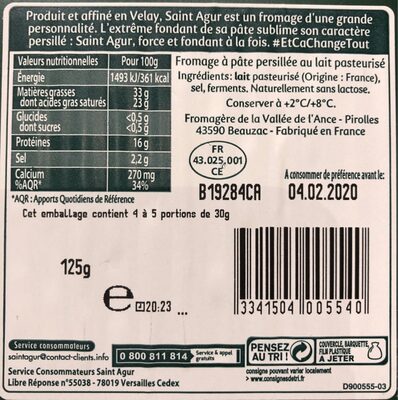 Produit et affiné en Velay, Saint Agur est un fromage d'une grande
personnalité. L'extrême fondant de sa pâte sublime son caractère
persillé : Saint Agur, force et fondant à la fois. #EtCaChangeTout
Valeurs nutritionnelles Pour 100g
Énergie 1493 kJ/361 kcal
Matières grasses 33 g
dont acides gras saturés 23 g
Glucides <0,5 g
dont sucres <0,5 g
Protéines 16 g
Sel 2,2 g
Calcium 270 mg
%AQR* 34%
*AQR : Apports Quotidiens de Référence
Fromage à pâte persillée au lait pasteurisé
Ingrédients: lait pasteurisé (Origine : France),
sel, ferments. Naturellement sans lactose.
Conserver à +2°C/+8°C.
Fromagère de la Vallée de l'Ance - Pirolles
43590 Beauzac - Fabriqué en France
FR
43.025.001
CE
A consommer de préférence avant le:
B19284CA 04.02.2020
Cet emballage contient 4 à 5 portions de 30g
125g
e 20:23
3341504 005540
Service consommateurs
saintagur@contact-clients.info
0 800 811 814 Service & appel
gratuits
Service Consommateurs Saint Agur
Libre Réponse n°55038 - 78019 Versailles Cedex
PENSEZ
AU TRI !
COUVERCLE, BARQUETTE,
FILM PLASTIQUE
A JETER
consigne pouvant varier localement
> www.consignesdetri.fr
D900555-03